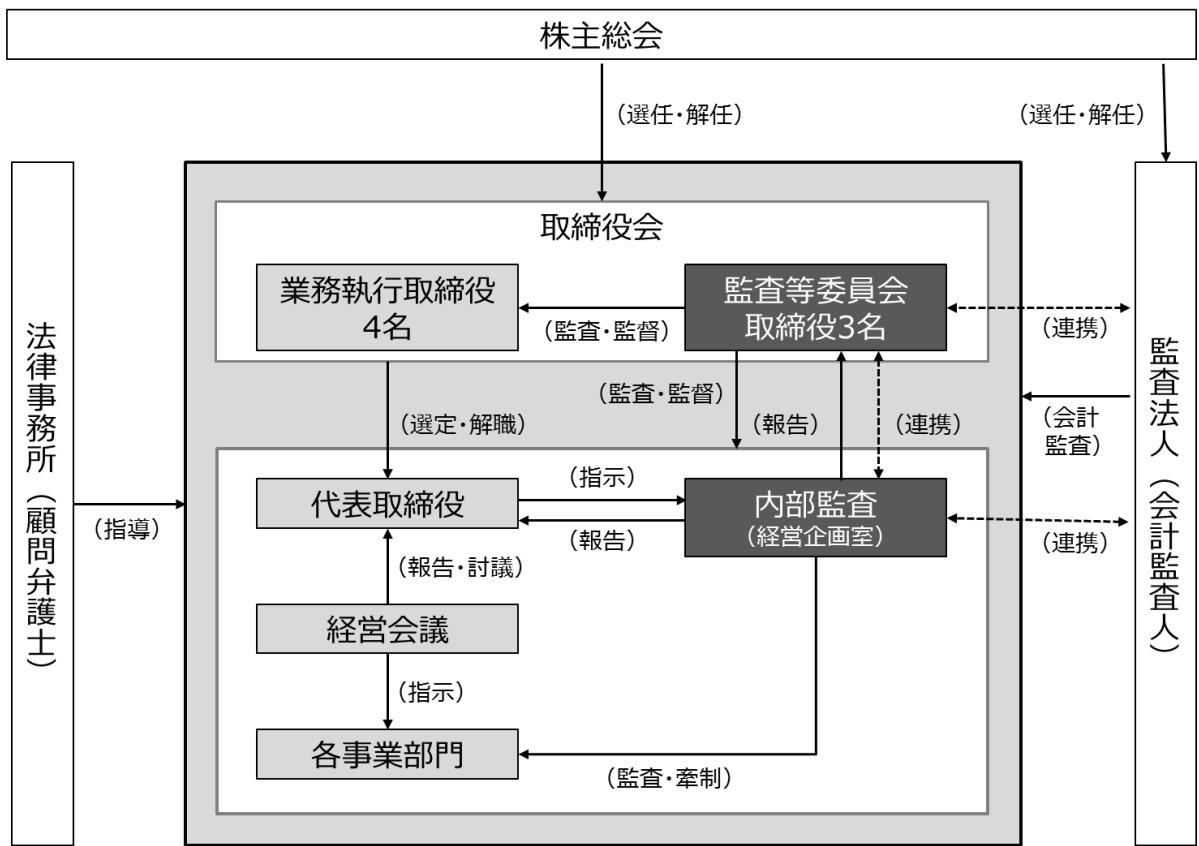 株主総会
（選任・解任）
（選任・解任）
取締役会
業務執行取締役
4名
（監査・監督）
監査等委員会
取締役3名
（連携）
（監査・監督）
（選定・解職）
（報告）
（連携）
（会計
監査）
法律事務所（顧問弁護士）
（指導）
監査法人（会計監査人）
代表取締役
（指示）
（報告）
内部監査
（経営企画室）
（連携）
（報告・討議）
経営会議
（指示）
各事業部門
（監査・牽制）